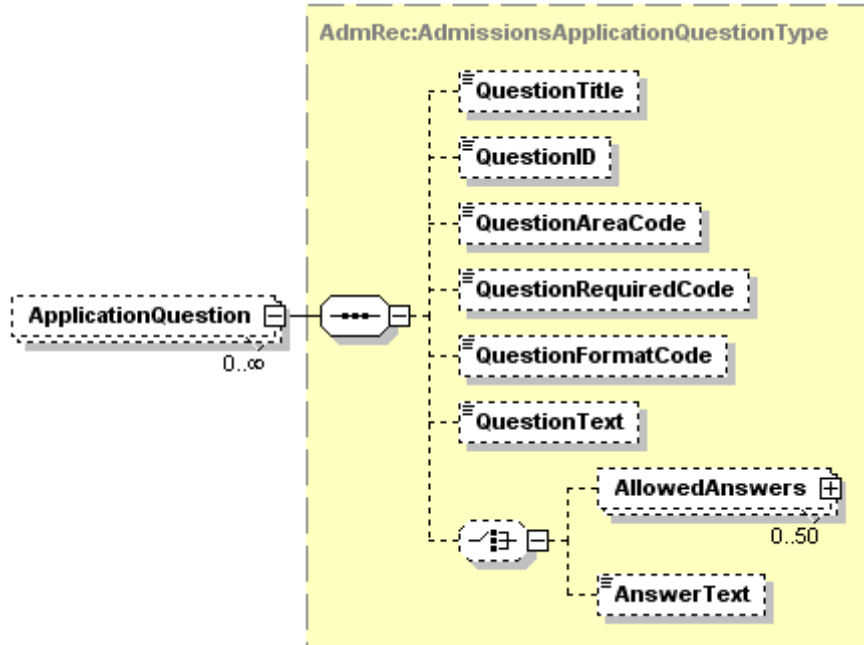 AdmRec:AdmissionsApplicationQuestionType
QuestionTitle
QuestionID
QuestionAreaCode
QuestionRequiredCode
ApplicationQuestion
0..∞
QuestionFormatCode
QuestionText
AllowedAnswers
0..50
AnswerText